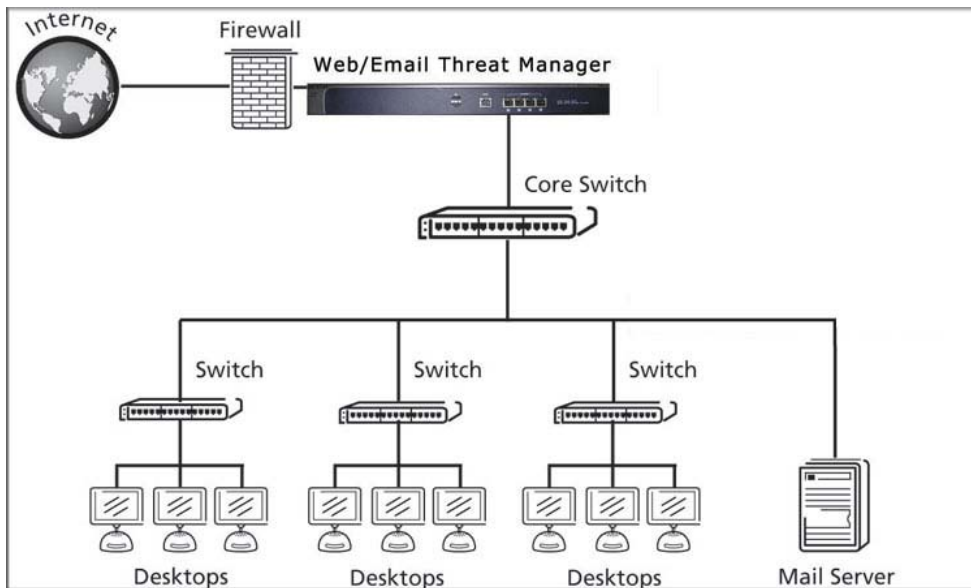 Internet
Firewall
Web/Email Threat Manager
Core Switch
Switch
Switch
Switch
Desktops
Desktops
Desktops
Mail Server